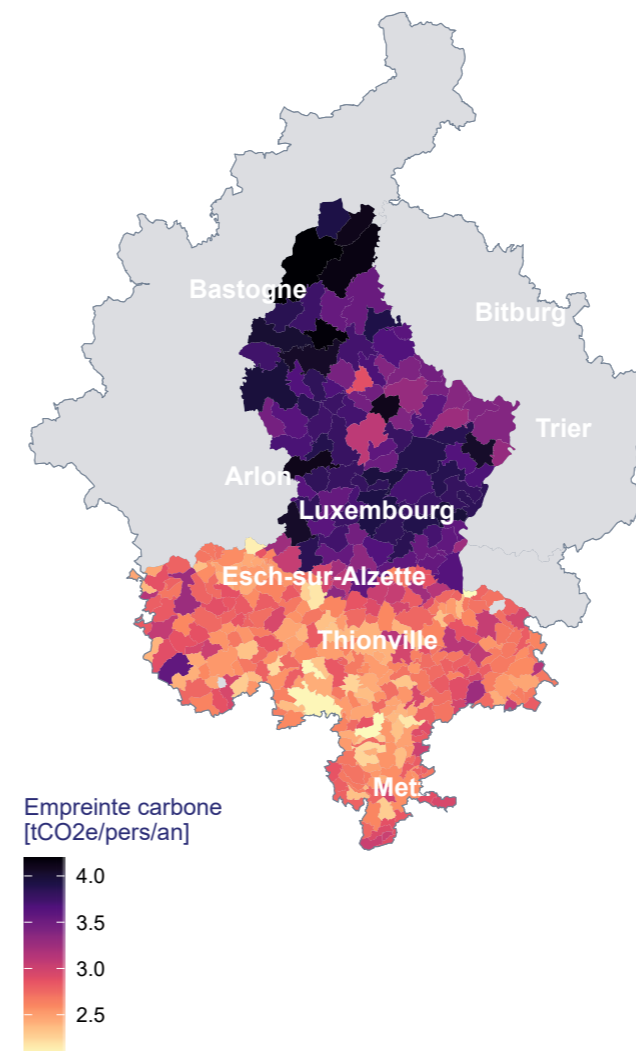 Bastogne
Bitburg
Trier
Arlon
Luxembourg
Esch-sur-Alzette
Thionville
Met
Empreinte carbone
[tCO2e/pers/an]
4.0
3.5
3.0
2.5